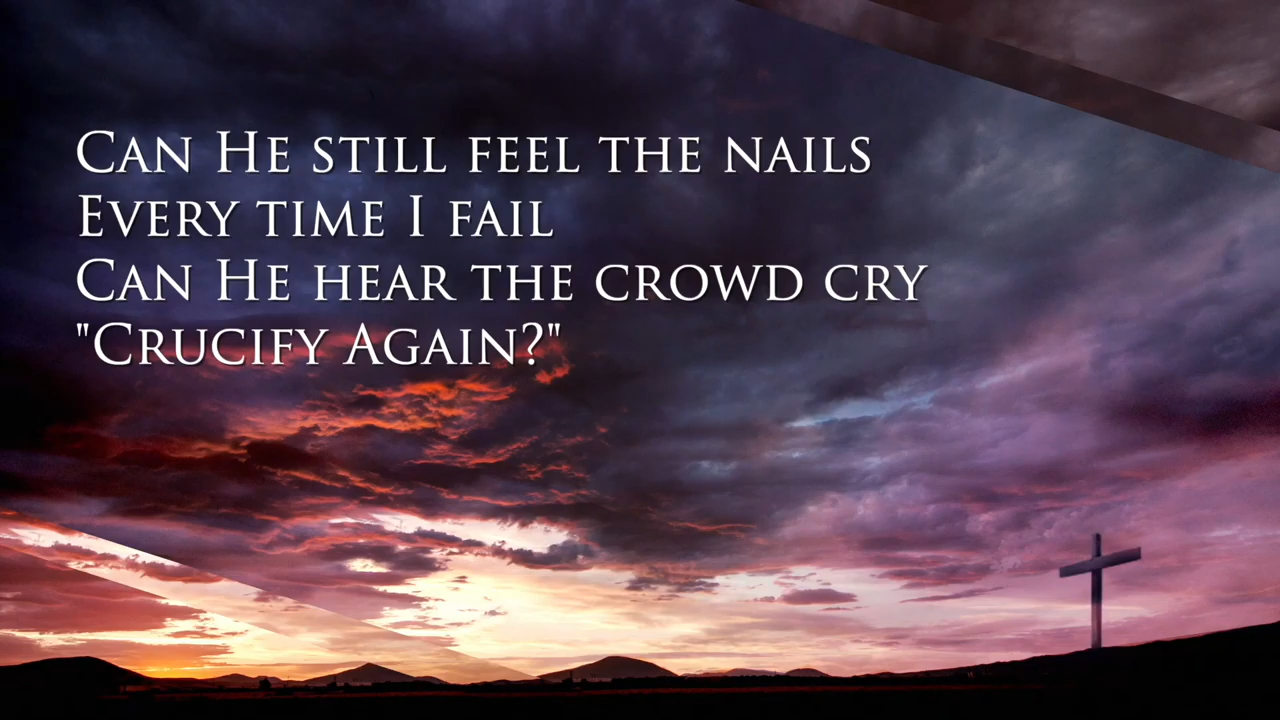 Can He still feel the nails
Every time I fail
Can He hear the crowd cry
"Crucify Again?"